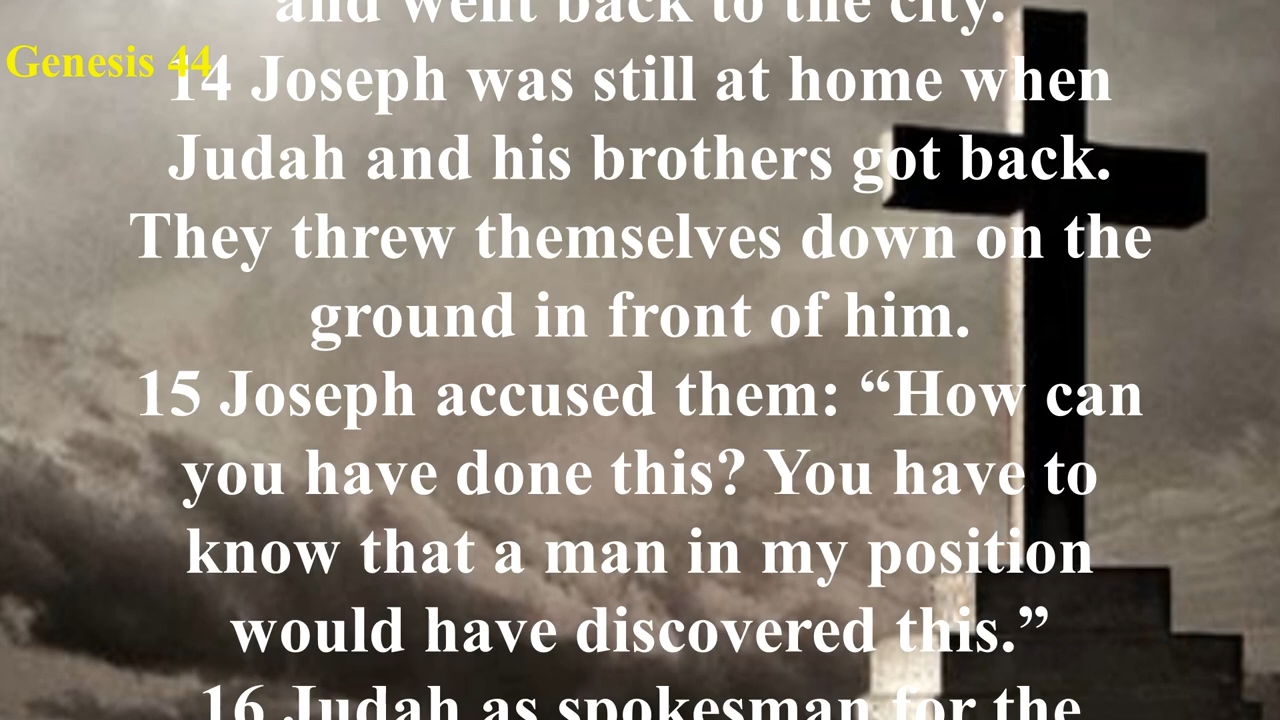 and went back to the city.
Genesis 44
14 Joseph was still at home when
Judah and his brothers got back.
They threw themselves down on the
ground in front of him.
15 Joseph accused them: “How can
you have done this? You have to
know that a man in my position
would have discovered this.”
16 Judah as spokesman for the